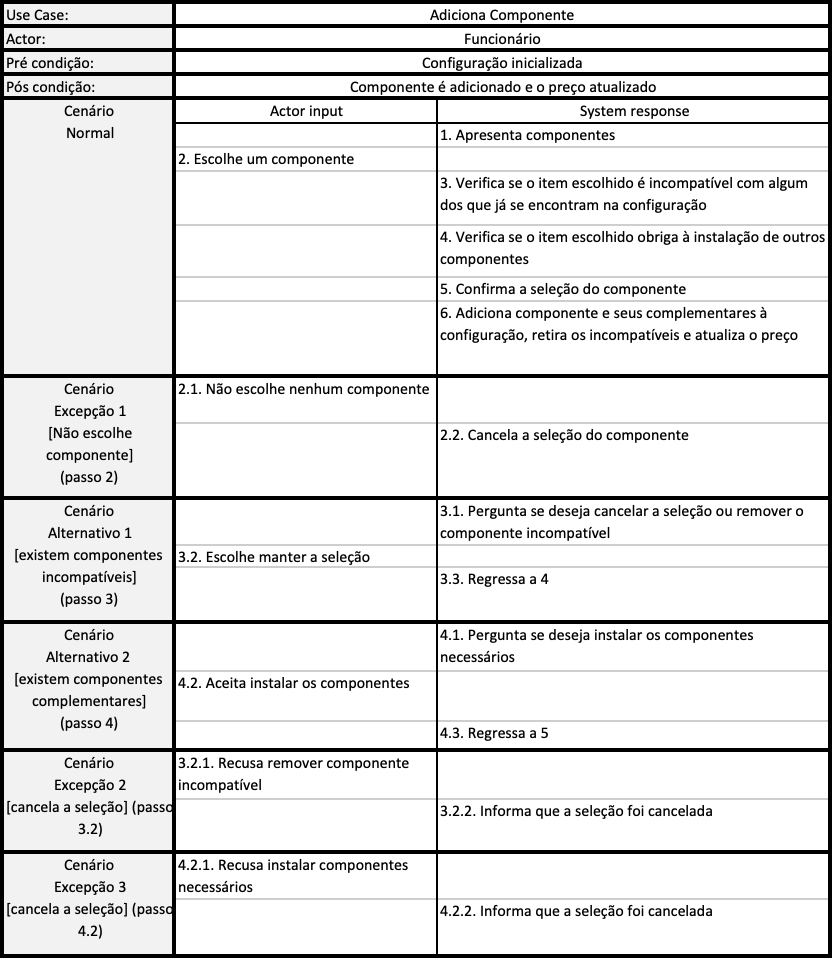 Use Case:
Adiciona Componente
Actor:
Funcionário
Pré condição:
Configuração inicializada
Pós condição:
Componente é adicionado e o preço atualizado
Cenário
Normal
Actor input
System response
1. Apresenta componentes
2. Escolhe um componente
3. Verifica se o item escolhido é incompatível com algum
dos que já se encontram na configuração
4. Verifica se o item escolhido obriga à instalação de outros
componentes
5. Confirma a seleção do componente
6. Adiciona componente e seus complementares à
configuração, retira os incompatíveis e atualiza o preço
Cenário
Excepção 1
[Não escolhe
componente]
(passo 2)
2.1. Não escolhe nenhum componente
2.2. Cancela a seleção do componente
Cenário
Alternativo 1
[existem componentes
incompatíveis]
(passo 3)
3.1. Pergunta se deseja cancelar a seleção ou remover o
componente incompatível
3.2. Escolhe manter a seleção
3.3. Regressa a 4
Cenário
Alternativo 2
[existem componentes
complementares]
(passo 4)
4.1. Pergunta se deseja instalar os componentes
necessários
4.2. Aceita instalar os componentes
4.3. Regressa a 5
Cenário
Excepção 2
[cancela a seleção] (passo
3.2)
3.2.1. Recusa remover componente
incompatível
3.2.2. Informa que a seleção foi cancelada
Cenário
Excepção 3
[cancela a seleção] (passo
4.2)
4.2.1. Recusa instalar componentes
necessários
4.2.2. Informa que a seleção foi cancelada